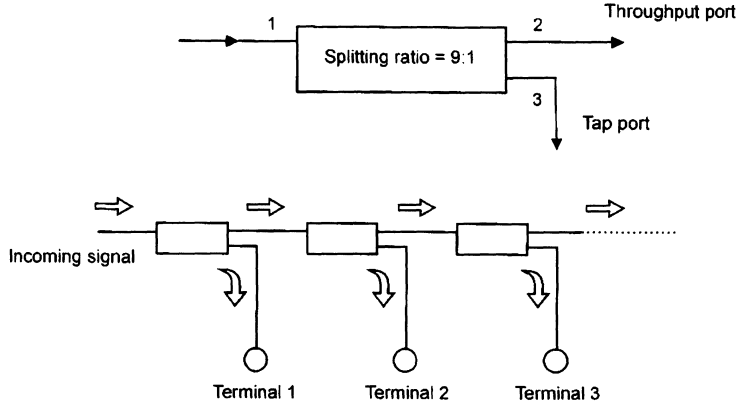 Throughput port
1
2
Splitting ratio = 9:1
3
Tap port
Incoming signal
Terminal 1
Terminal 2
Terminal 3